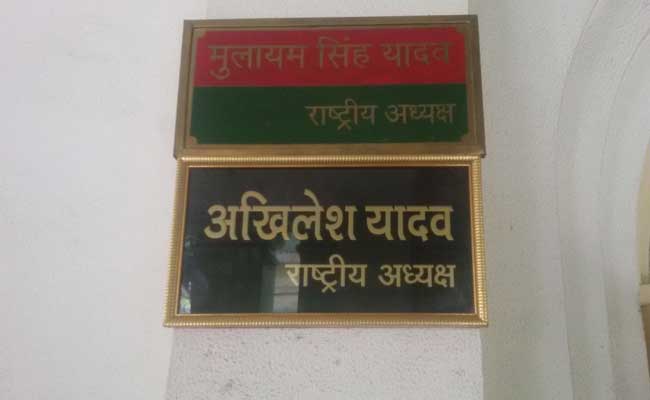 मुलायम सिंह यादव
राष्ट्रीय अध्यक्ष
अखिलेश यादव
राष्ट्रीय अध्यक्ष